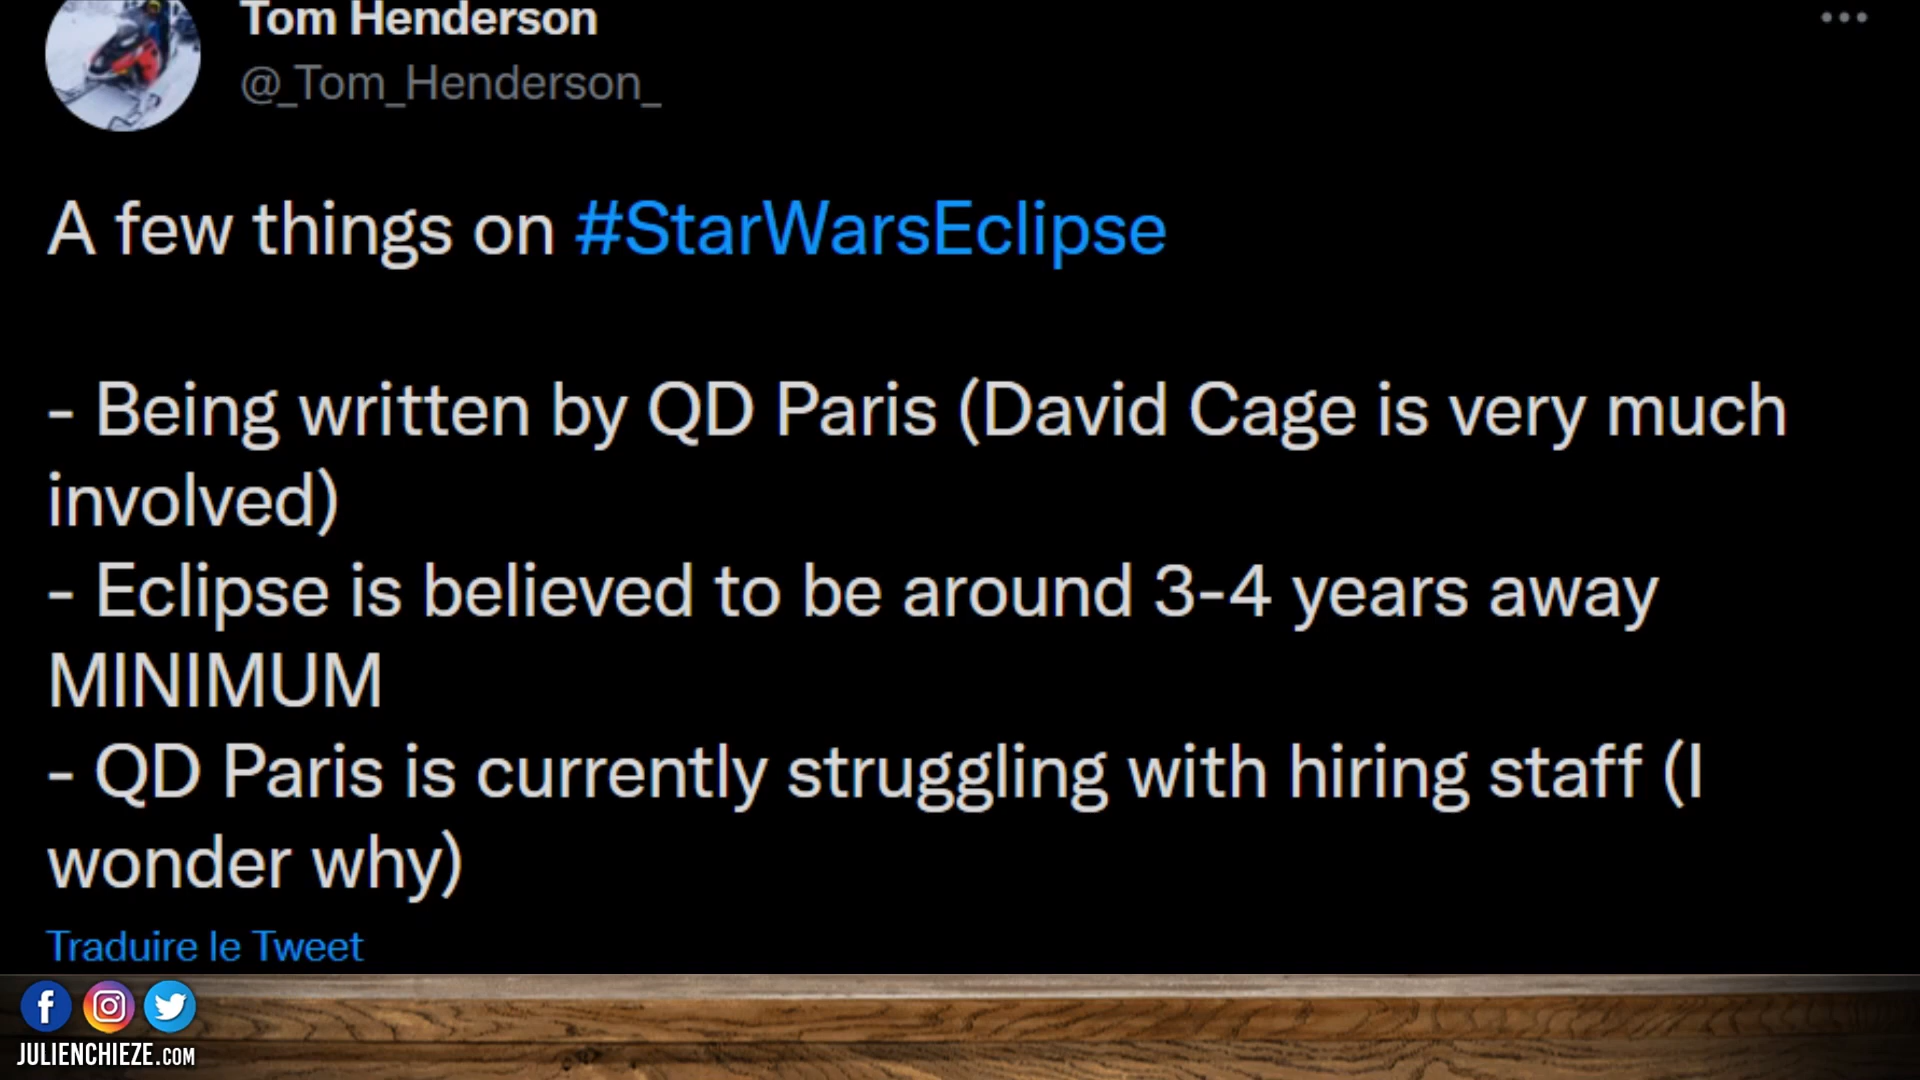 Tom Henderson
@_Tom_Henderson_
A few things on #StarWarsEclipse
- Being written by QD Paris (David Cage is very much
involved)
- Eclipse is believed to be around 3-4 years away
MINIMUM
- QD Paris is currently struggling with hiring staff (I
wonder why)
Traduire le Tweet
JULIENCHIEZE.COM